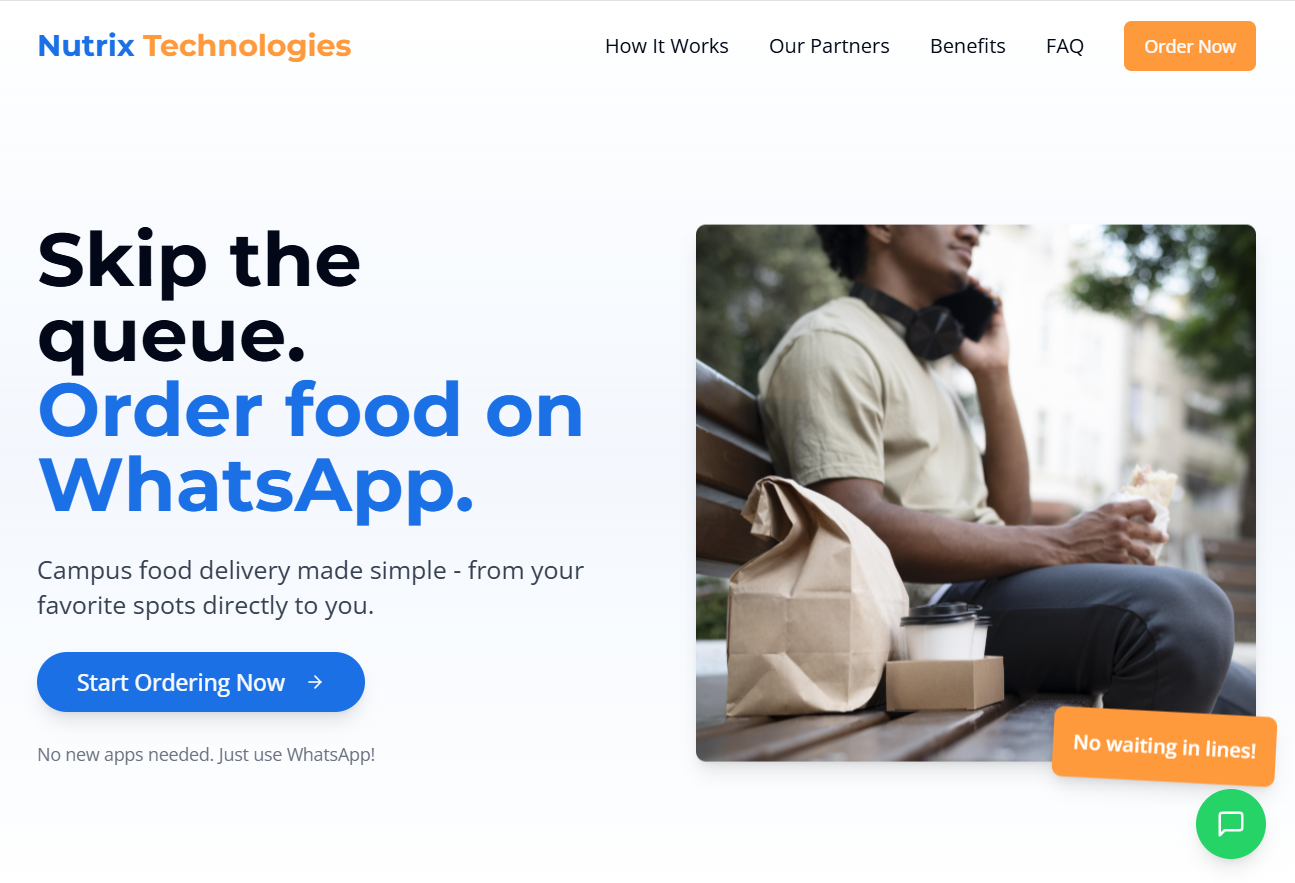 Nutrix Technologies
How It Works
Our Partners
Benefits
FAQ
Order Now
Skip the
queue.
Order food on
WhatsApp.
Campus food delivery made simple - from your
favorite spots directly to you.
Start Ordering Now
No new apps needed. Just use WhatsApp!
No waiting in lines!